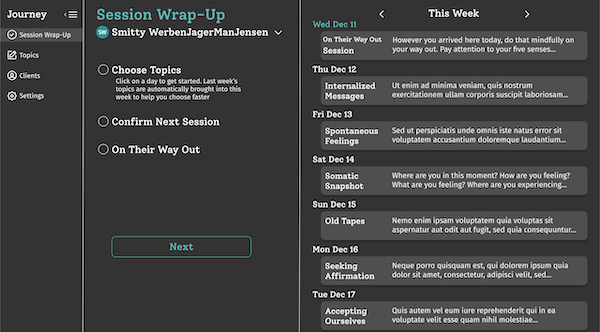 Journey
Session Wrap-Up
Topics
Clients
Settings
Session Wrap-Up
SW Smitty WerbenJagerManJensen
Choose Topics
Click on a day to get started. Last week's
topics are automatically brought into this
week to help you choose faster
Confirm Next Session
On Their Way Out
Next
This Week
Wed Dec 11
On Their Way Out
Session
However you arrived here today, do that mindfully on
your way out. Pay attention to your five senses...
Thu Dec 12
Internalized
Messages
Ut enim ad minima veniam, quis nostrum
exercitationem ullam corporis suscipit laboriosam...
Fri Dec 13
Spontaneous
Feelings
Sed ut perspiciatis unde omnis iste natus error sit
voluptatem accusantium doloremque laudantium...
Sat Dec 14
Somatic
Snapshot
Where are you in this moment? How are you feeling?
What are you feeling? Where are you experiencing...
Sun Dec 15
Old Tapes
Nemo enim ipsam voluptatem quia voluptas sit
aspernatur aut odit aut fugit, sed quia consequuntur...
Mon Dec 16
Seeking
Affirmation
Neque porro quisquam est, qui dolorem ipsum quia
dolor sit amet, consectetur, adipisci velit, sed...
Tue Dec 17
Accepting
Ourselves
Quis autem vel eum iure reprehenderit qui in ea
voluptate velit esse quam nihil molestiae...